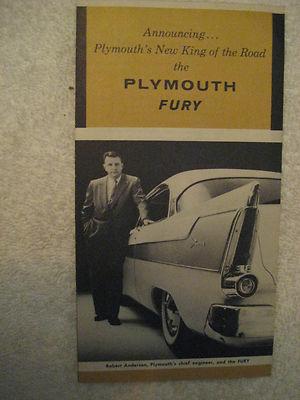 Announcing...
Plymouth's New King of the Road
the
PLYMOUTH
FURY
Robert Anderson, Plymouth's chief engineer, and the FURY